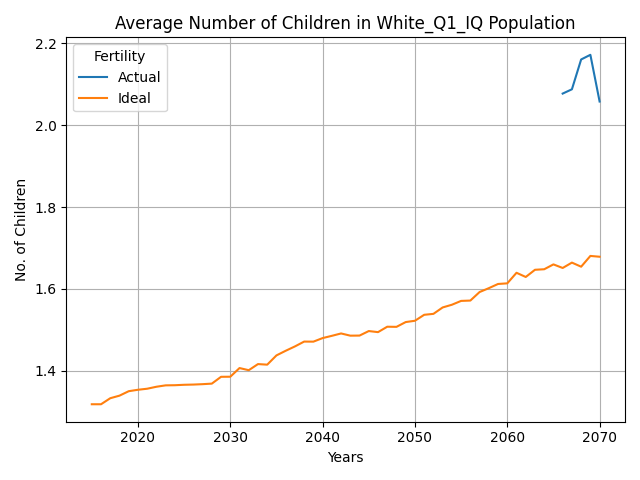 Average Number of Children in White_Q1_IQ Population
Fertility
Actual
Ideal
No. of Children
2.2
2.0
1.8
1.6
1.4
2020 2030 2040 2050 2060 2070
Years